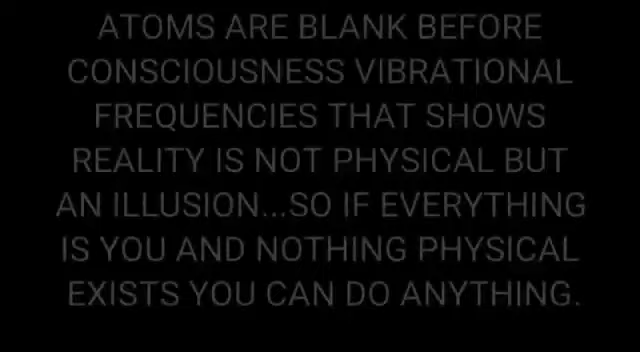 ATOMS ARE BLANK BEFORE
CONSCIOUSNESS VIBRATIONAL
FREQUENCIES THAT SHOWS
REALITY IS NOT PHYSICAL BUT
AN ILLUSION...SO IF EVERYTHING
IS YOU AND NOTHING PHYSICAL
EXISTS YOU CAN DO ANYTHING.